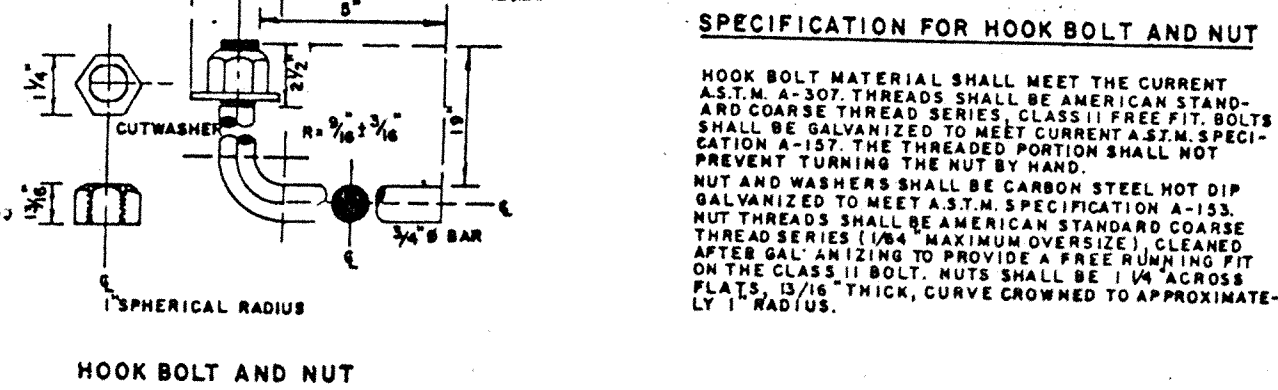 5"
1 1/4"
2 1/2"
19"
CUTWASHER
R = 9/16" ± 3/16"
13/16"
3/4" Ø BAR
1" SPHERICAL RADIUS
HOOK BOLT AND NUT
SPECIFICATION FOR HOOK BOLT AND NUT
HOOK BOLT MATERIAL SHALL MEET THE CURRENT
A.S.T.M. A-307. THREADS SHALL BE AMERICAN STAND-
ARD COARSE THREAD SERIES, CLASS II FREE FIT. BOLTS
SHALL BE GALVANIZED TO MEET CURRENT A.S.T.M. SPECI-
CATION A-157. THE THREADED PORTION SHALL NOT
PREVENT TURNING THE NUT BY HAND.
NUT AND WASHERS SHALL BE CARBON STEEL HOT DIP
GALVANIZED TO MEET A.S.T.M. SPECIFICATION A-153.
NUT THREADS SHALL BE AMERICAN STANDARD COARSE
THREAD SERIES (1/64" MAXIMUM OVERSIZE), CLEANED
AFTER GAL' ANIZING TO PROVIDE A FREE RUNNING FIT
ON THE CLASS II BOLT. NUTS SHALL BE 1 1/4" ACROSS
FLATS, 13/16" THICK, CURVE CROWNED TO APPROXIMATE-
LY 1" RADIUS.